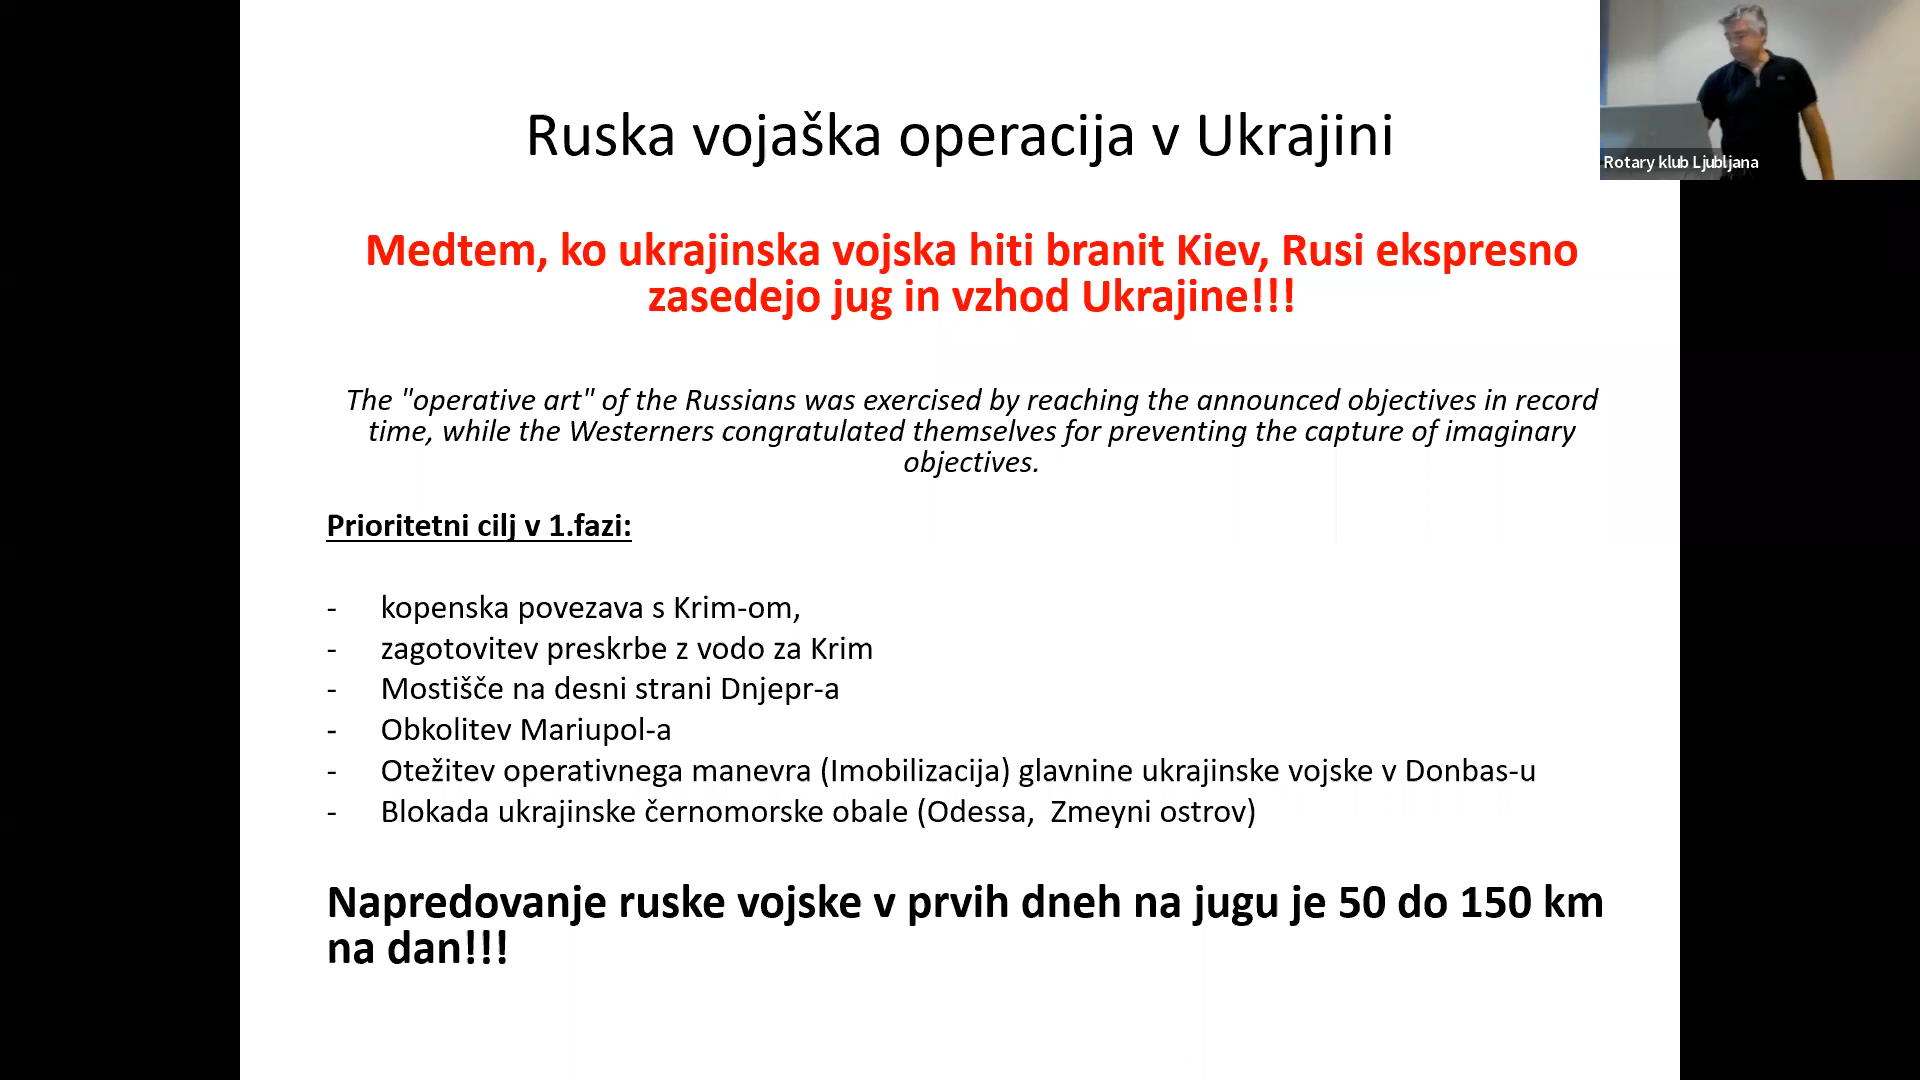 Ruska vojaška operacija v Ukrajini
Rotary klub Ljubljana
Medtem, ko ukrajinska vojska hiti branit Kiev, Rusi ekspresno
zasedejo jug in vzhod Ukrajine!!!
The "operative art" of the Russians was exercised by reaching the announced objectives in record
time, while the Westerners congratulated themselves for preventing the capture of imaginary
objectives.
Prioritetni cilj v 1.fazi:
- kopenska povezava s Krim-om,
- zagotovitev preskrbe z vodo za Krim
- Mostišče na desni strani Dnjepr-a
- Obkolitev Mariupol-a
- Otežitev operativnega manevra (Imobilizacija) glavnine ukrajinske vojske v Donbas-u
- Blokada ukrajinske černomorske obale (Odessa,  Zmeyni ostrov)
Napredovanje ruske vojske v prvih dneh na jugu je 50 do 150 km
na dan!!!